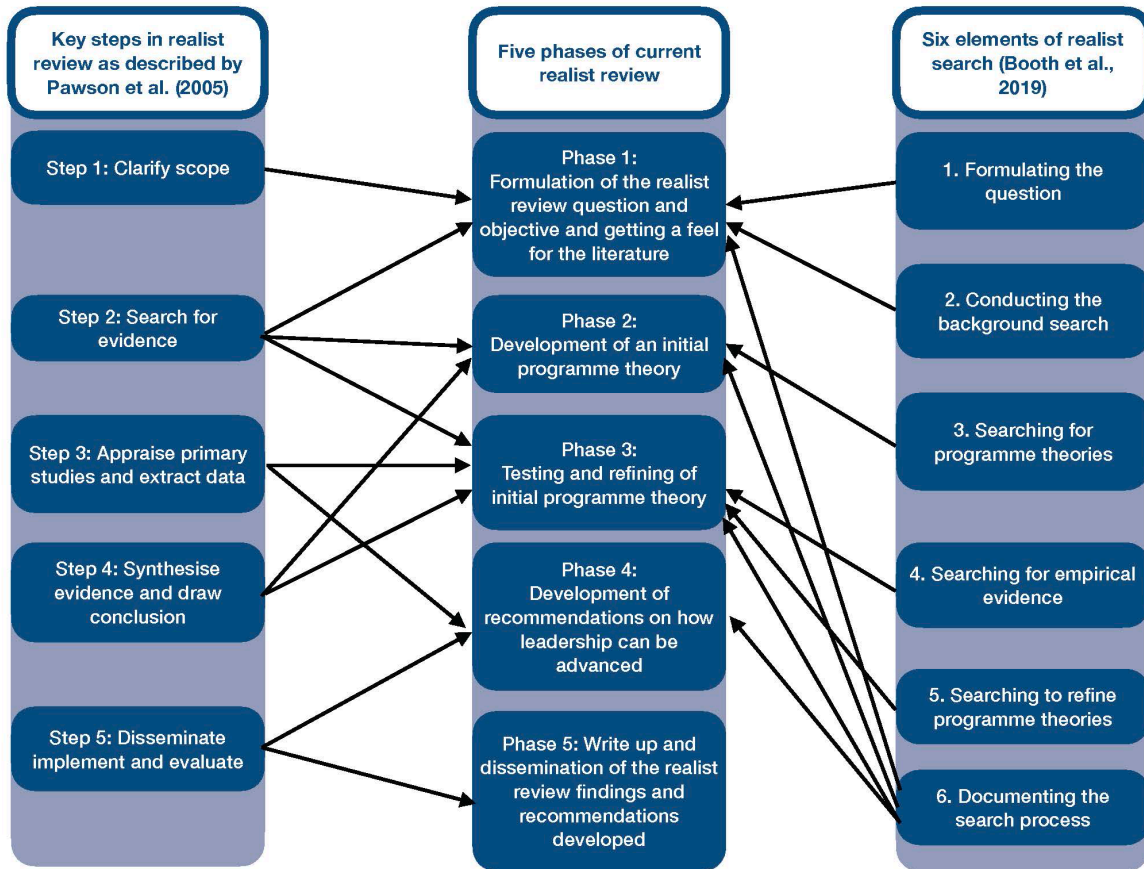 Key steps in realist
review as described by
Pawson et al. (2005)
Step 1: Clarify scope
Step 2: Search for
evidence
Step 3: Appraise primary
studies and extract data
Step 4: Synthesise
evidence and draw
conclusion
Step 5: Disseminate
implement and evaluate
Five phases of current
realist review
Phase 1:
Formulation of the realist
review question and
objective and getting a feel
for the literature
Phase 2:
Development of an initial
programme theory
Phase 3:
Testing and refining of
initial programme theory
Phase 4:
Development of
recommendations on how
leadership can be
advanced
Phase 5: Write up and
dissemination of the realist
review findings and
recommendations
developed
Six elements of realist
search (Booth et al.,
2019)
1. Formulating the
question
2. Conducting the
background search
3. Searching for
programme theories
4. Searching for empirical
evidence
5. Searching to refine
programme theories
6. Documenting the
search process